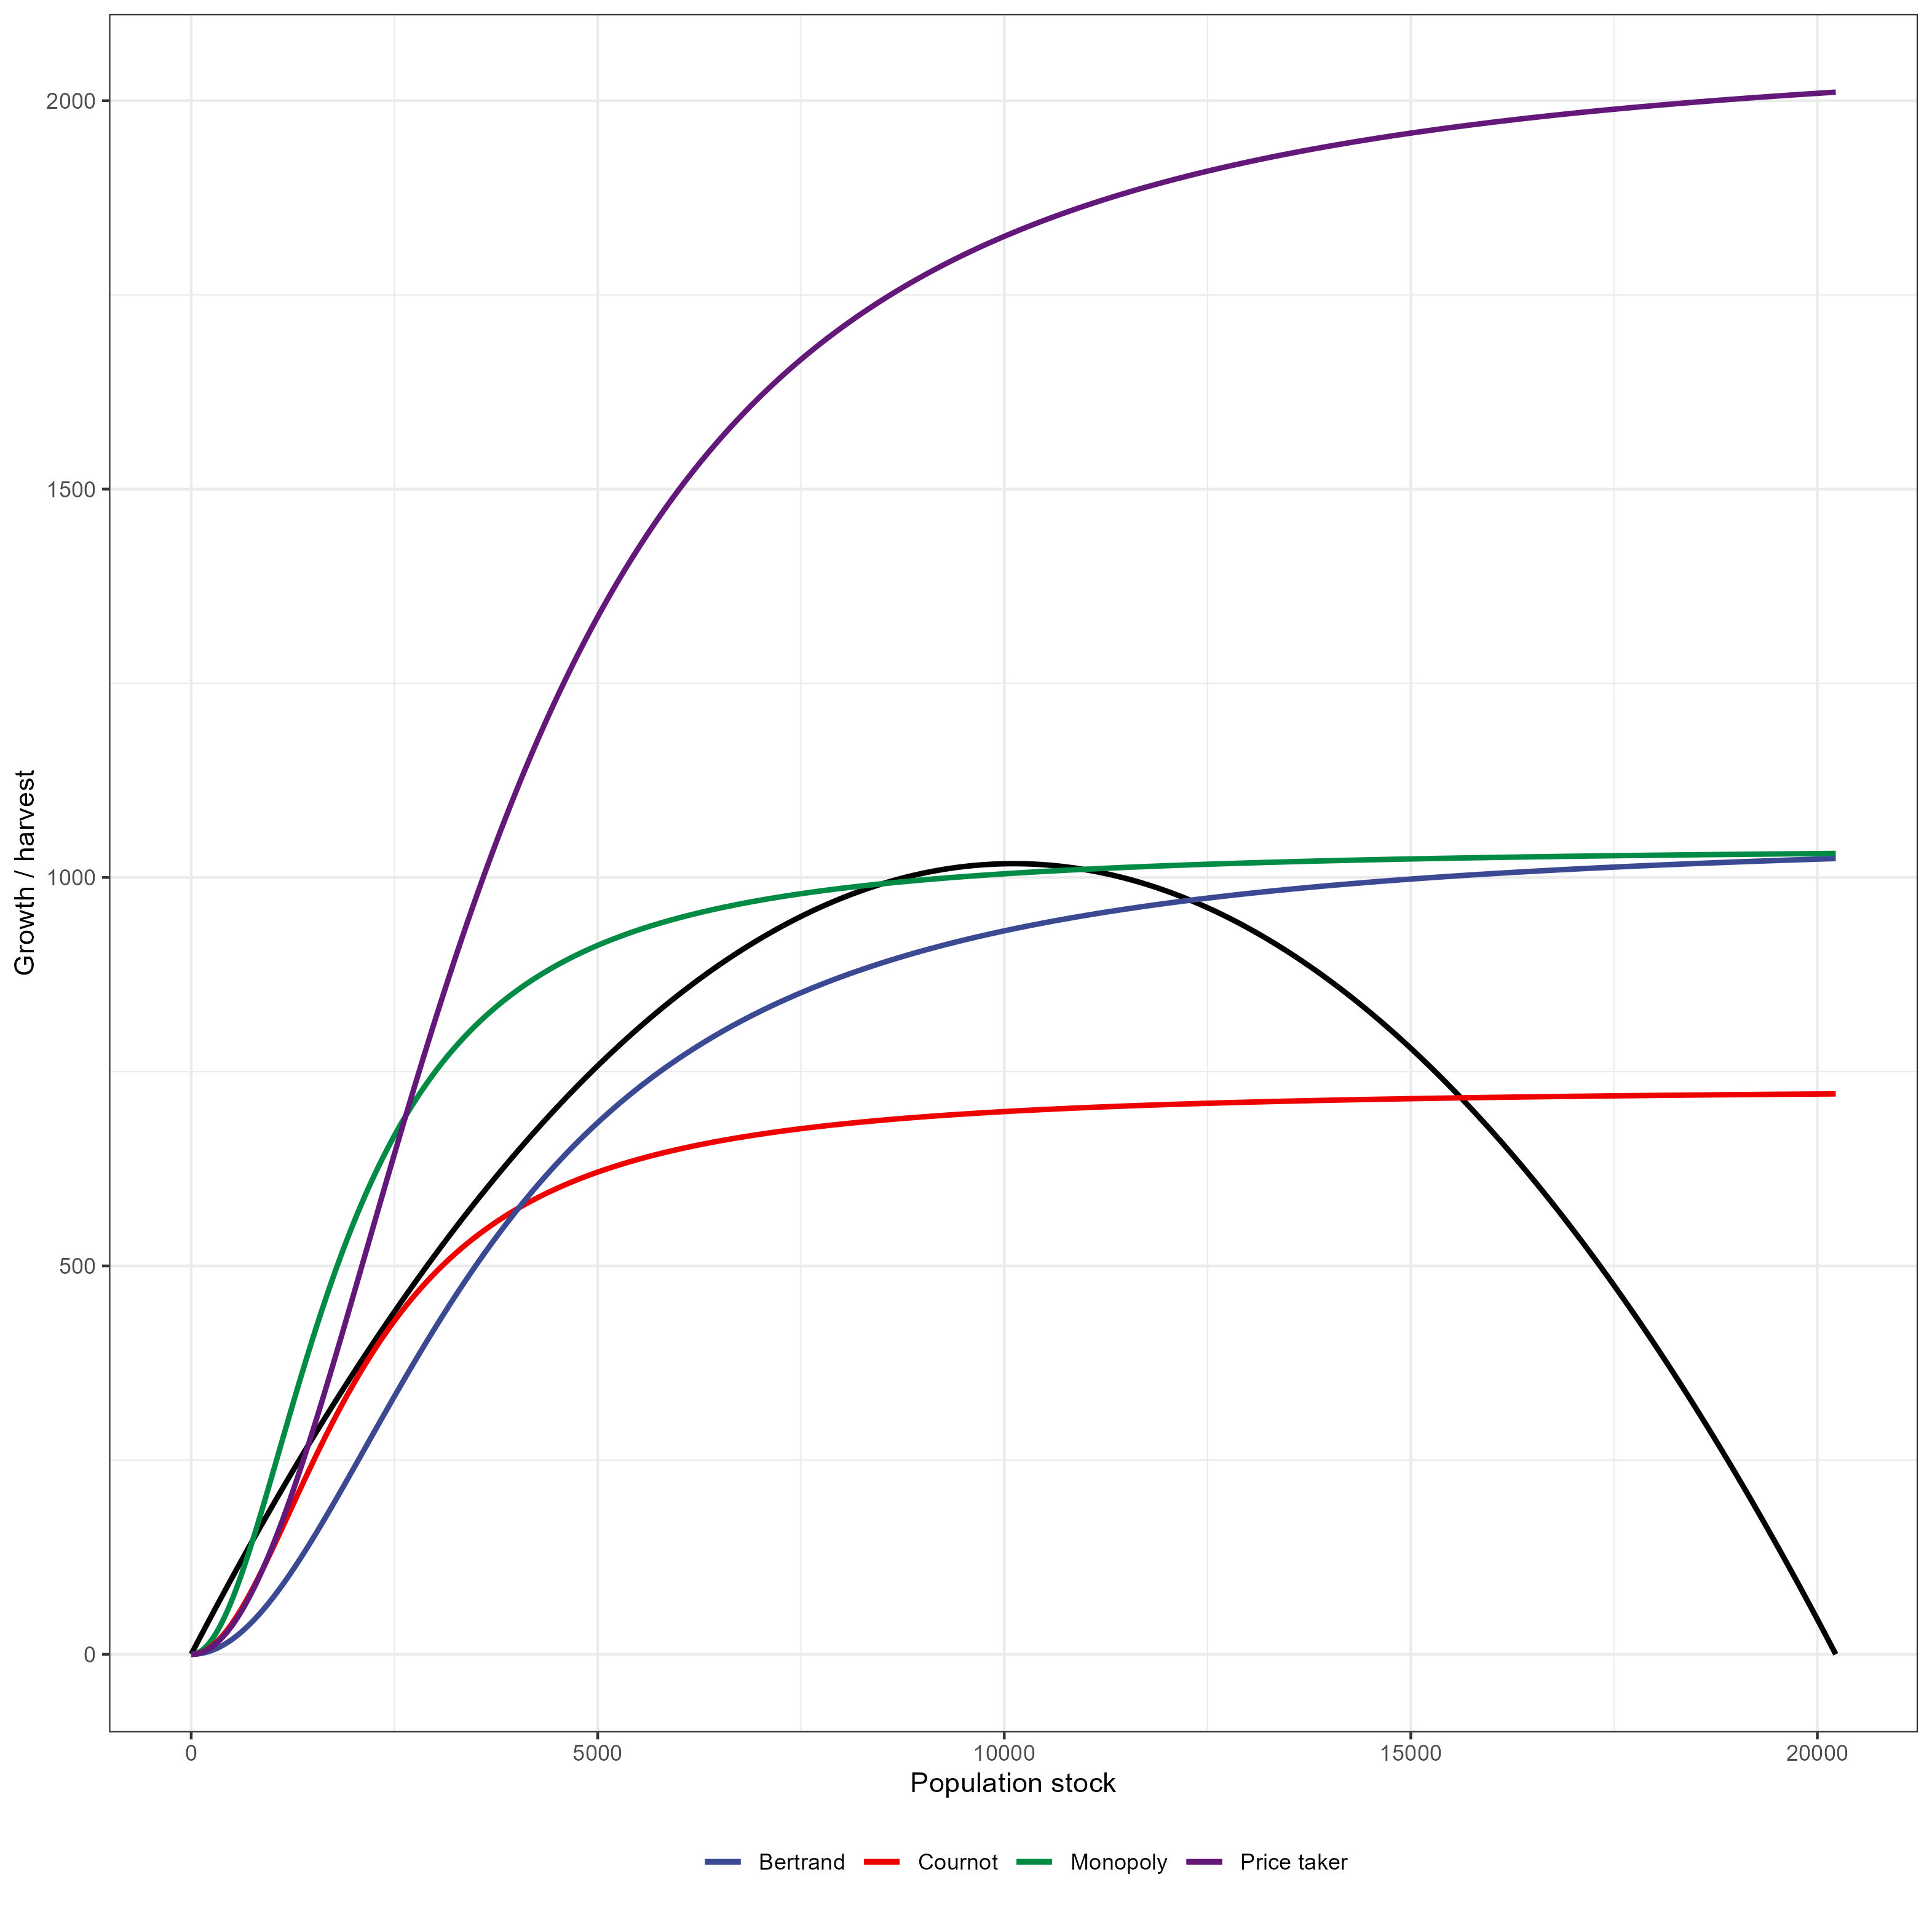 Growth / harvest
2000
1500
1000
500
0
0 5000 10000 15000 20000
Population stock
Bertrand Cournot Monopoly Price taker